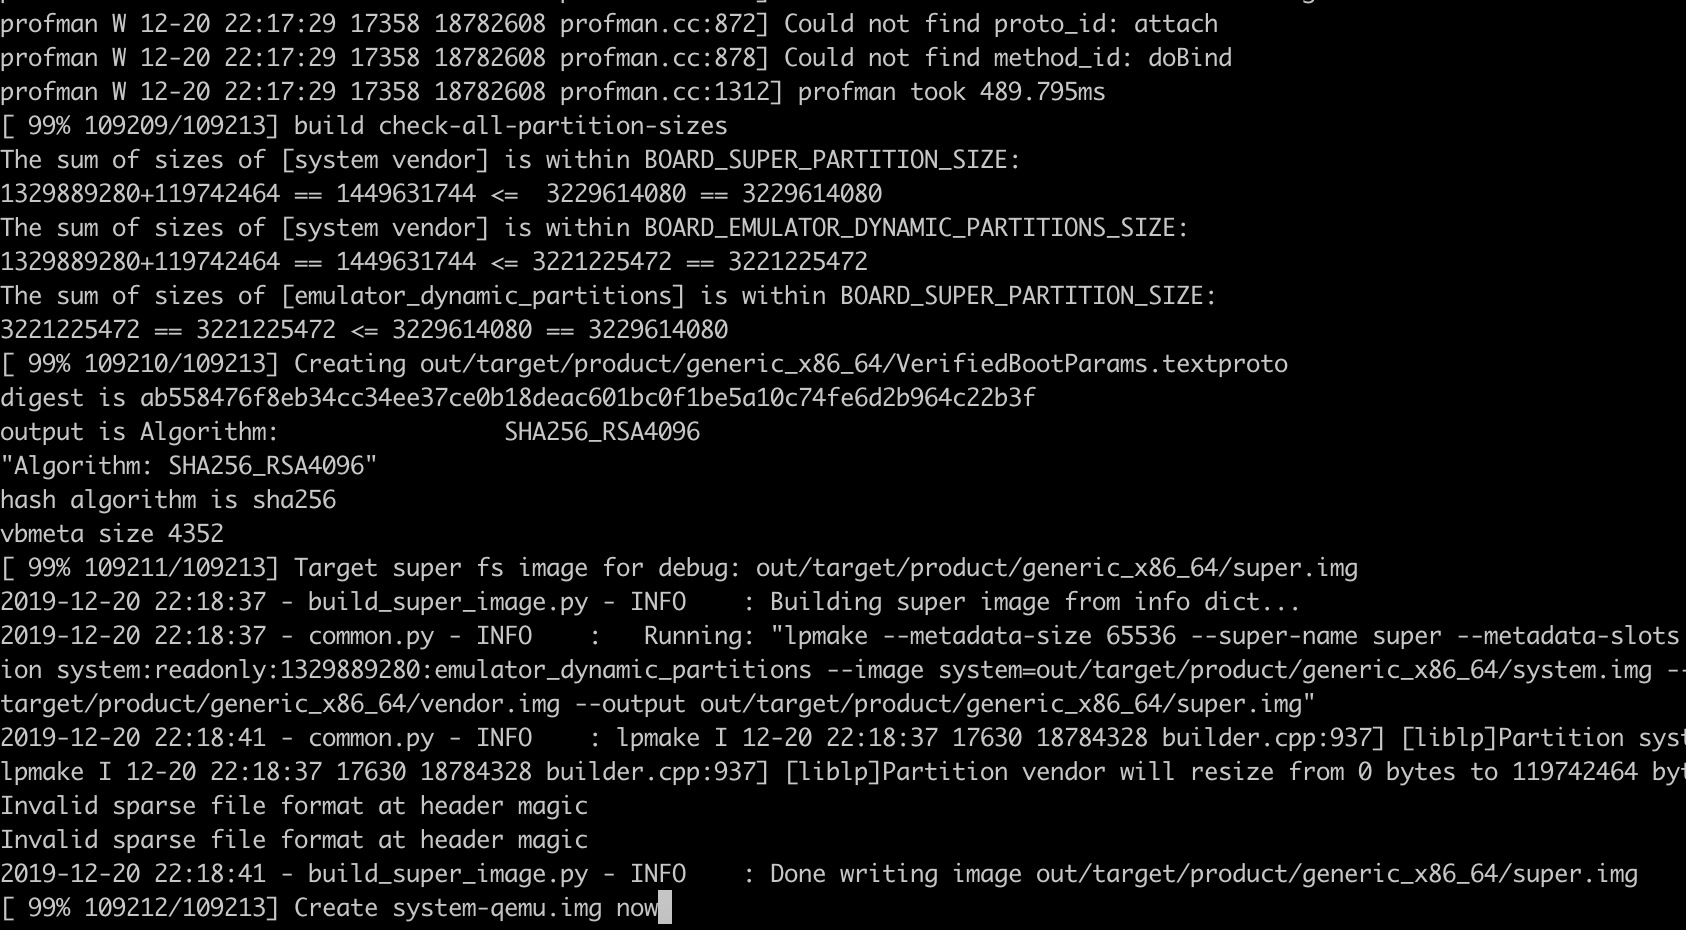 profman W 12-20 22:17:29 17358 18782608 profman.cc:872] Could not find proto_id: attach
profman W 12-20 22:17:29 17358 18782608 profman.cc:878] Could not find method_id: doBind
profman W 12-20 22:17:29 17358 18782608 profman.cc:1312] profman took 489.795ms
[ 99% 109209/109213] build check-all-partition-sizes
The sum of sizes of [system vendor] is within BOARD_SUPER_PARTITION_SIZE:
1329889280+119742464 == 1449631744 <=  3229614080 == 3229614080
The sum of sizes of [system vendor] is within BOARD_EMULATOR_DYNAMIC_PARTITIONS_SIZE:
1329889280+119742464 == 1449631744 <= 3221225472 == 3221225472
The sum of sizes of [emulator_dynamic_partitions] is within BOARD_SUPER_PARTITION_SIZE:
3221225472 == 3221225472 <= 3229614080 == 3229614080
[ 99% 109210/109213] Creating out/target/product/generic_x86_64/VerifiedBootParams.textproto
digest is ab558476f8eb34cc34ee37ce0b18deac601bc0f1be5a10c74fe6d2b964c22b3f
output is Algorithm:                SHA256_RSA4096
"Algorithm: SHA256_RSA4096"
hash algorithm is sha256
vbmeta size 4352
[ 99% 109211/109213] Target super fs image for debug: out/target/product/generic_x86_64/super.img
2019-12-20 22:18:37 - build_super_image.py - INFO    : Building super image from info dict...
2019-12-20 22:18:37 - common.py - INFO    :   Running: "lpmake --metadata-size 65536 --super-name super --metadata-slots
ion system:readonly:1329889280:emulator_dynamic_partitions --image system=out/target/product/generic_x86_64/system.img --
target/product/generic_x86_64/vendor.img --output out/target/product/generic_x86_64/super.img"
2019-12-20 22:18:41 - common.py - INFO    : lpmake I 12-20 22:18:37 17630 18784328 builder.cpp:937] [liblp]Partition syst
lpmake I 12-20 22:18:37 17630 18784328 builder.cpp:937] [liblp]Partition vendor will resize from 0 bytes to 119742464 byt
Invalid sparse file format at header magic
Invalid sparse file format at header magic
2019-12-20 22:18:41 - build_super_image.py - INFO    : Done writing image out/target/product/generic_x86_64/super.img
[ 99% 109212/109213] Create system-qemu.img now